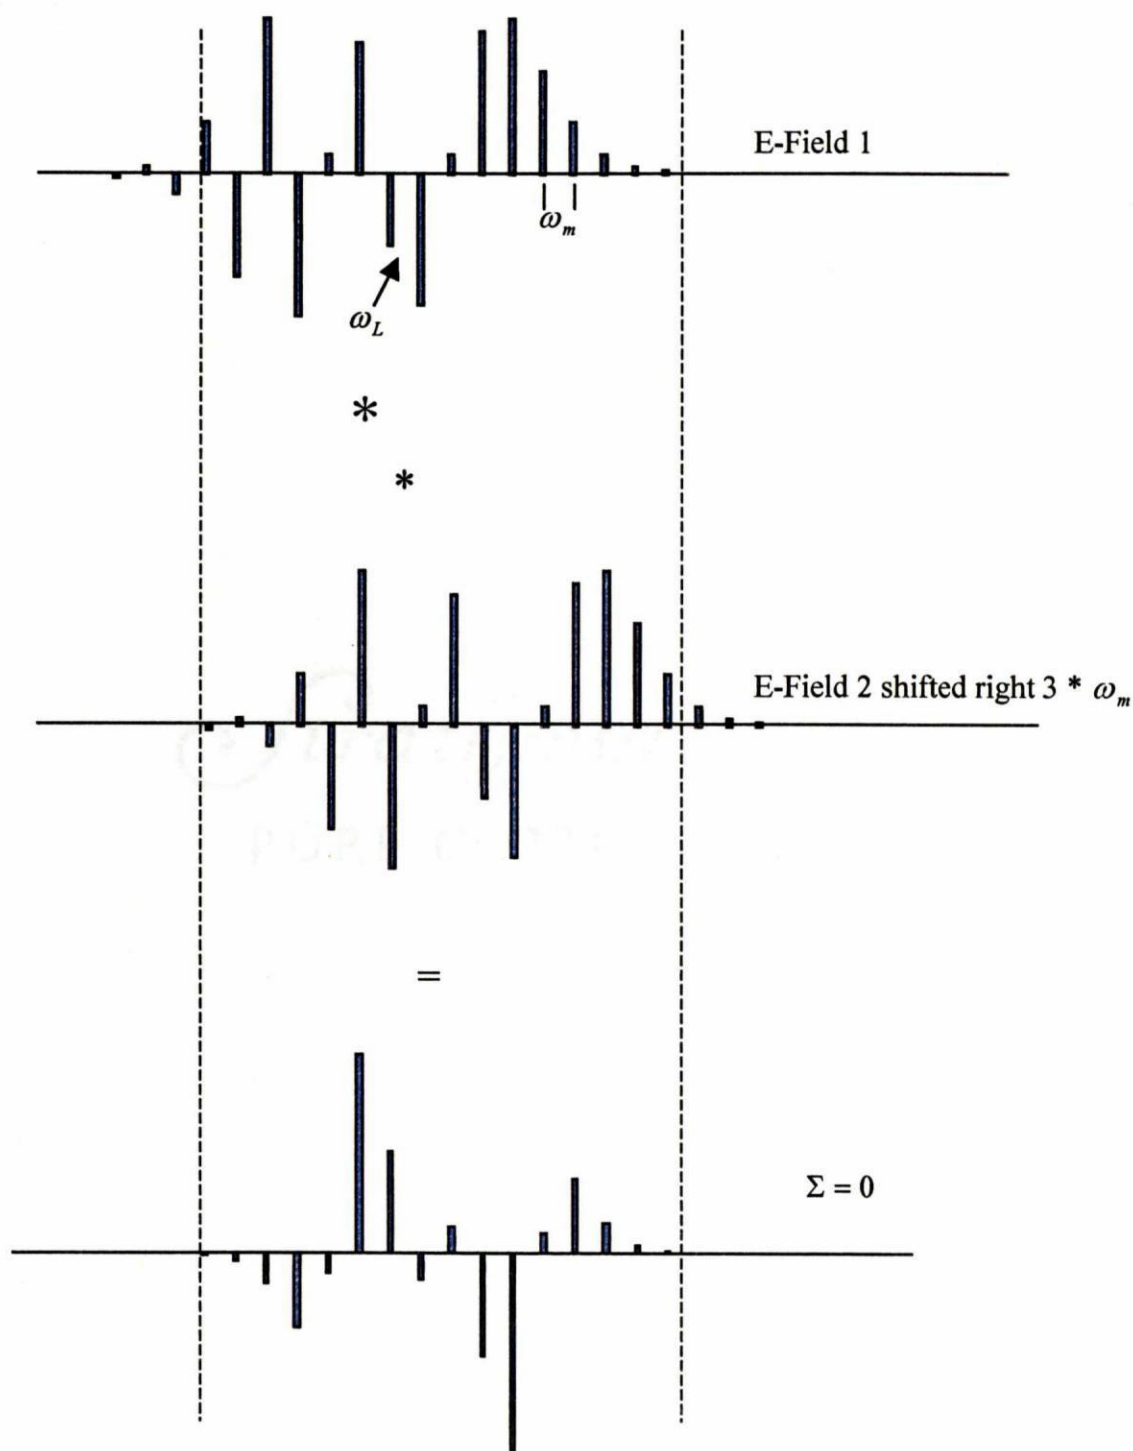 E-Field 1
ω_m
ω_L
*
*
E-Field 2 shifted right 3 * ω_m
=
Σ = 0